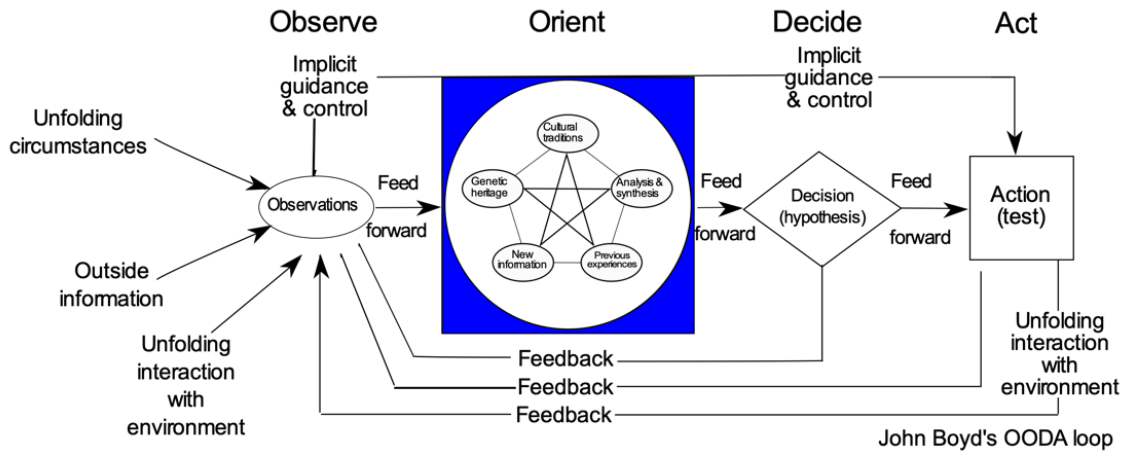 Observe
Orient
Decide
Act
Implicit
guidance
& control
Implicit
guidance
& control
Unfolding
circumstances
Observations
Feed
forward
Cultural
traditions
Genetic
heritage
Analysis &
synthesis
New
information
Previous
experiences
Feed
forward
Decision
(hypothesis)
Feed
forward
Action
(test)
Outside
information
Unfolding
interaction
with
environment
Unfolding
interaction
with
environment
Feedback
Feedback
Feedback
John Boyd's OODA loop